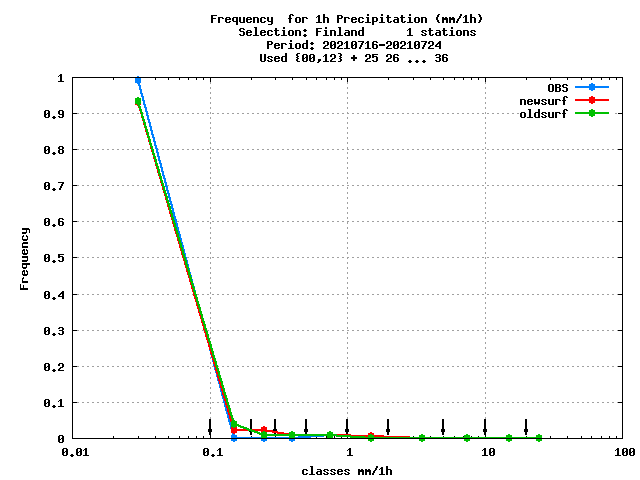 Frequency  for 1h Precipitation (mm/1h)
Selection: Finland      1 stations
Period: 20210716-20210724
Used {00,12} + 25 26 ... 36
OBS
newsurf
oldsurf
1
0.9
0.8
0.7
0.6
0.5
0.4
0.3
0.2
0.1
0
Frequency
0.01 0.1 1 10 100
classes mm/1h